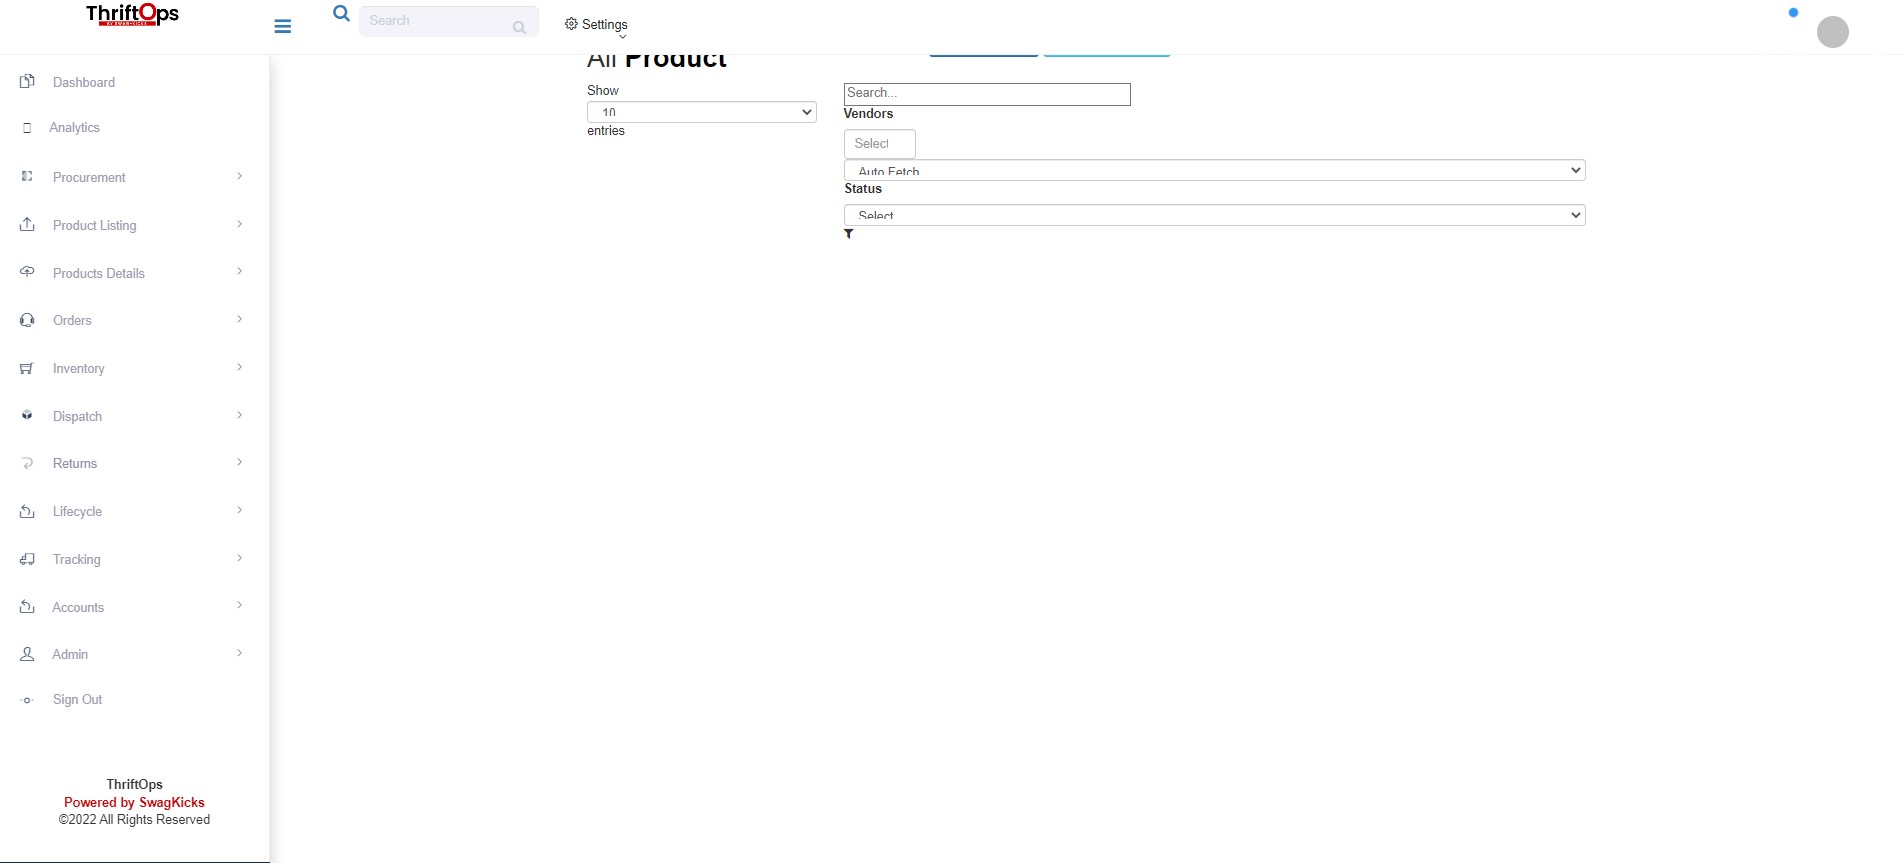 ThriftOps
Search
Settings
All Product
Show
10
entries
Search...
Vendors
Select
Auto Fetch
Status
Select
Dashboard
Analytics
Procurement
Product Listing
Products Details
Orders
Inventory
Dispatch
Returns
Lifecycle
Tracking
Accounts
Admin
Sign Out
ThriftOps
Powered by SwagKicks
©2022 All Rights Reserved